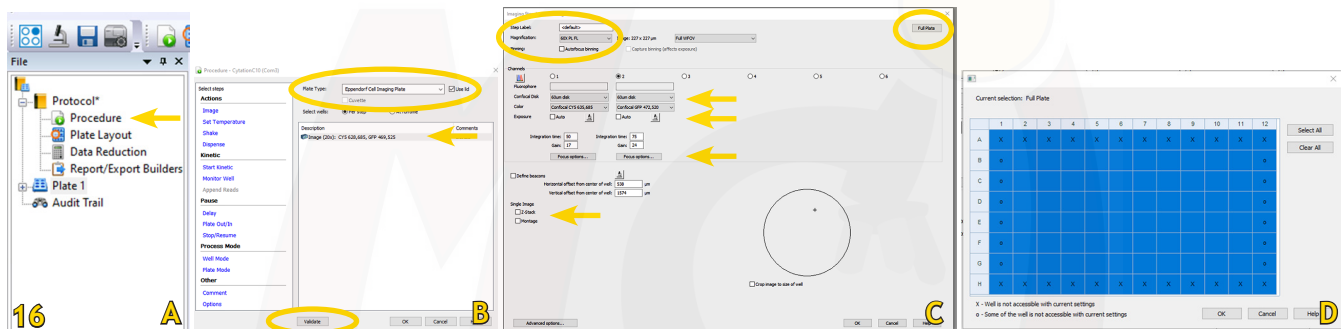 File
Protocol*
Procedure
Plate Layout
Data Reduction
Report/Export Builders
Plate 1
Audit Trail
16
A
Procedure - CytationC10 (Com3)
Select steps
Actions
Image
Set Temperature
Shake
Dispense
Kinetic
Start Kinetic
Monitor Well
Append Reads
Pause
Delay
Plate Out/In
Stop/Resume
Process Mode
Well Mode
Plate Mode
Other
Comment
Options
Plate Type: Eppendorf Cell Imaging Plate Use lid
Cuvette
Select wells:
Description Comments
Image (20x): CY5 628,685, GFP 469,525
Validate OK Cancel
B
Step Label: <default>
Full Plate
Magnification: 60X PL FL 227 x 227 µm Full WFOV
Binning: Autofocus binning Capture binning (affects exposure)
Channels
1 2 3 4 5 6
Fluorophore
Confocal Disk 60um disk 60um disk
Color Confocal CY5 635,685 Confocal GFP 472,520
Exposure Auto Auto
Integration time: 50 Integration time: 75
Gain: 17 Gain: 24
Focus options... Focus options...
Define beacons
Horizontal offset from center of well: 538 µm
Vertical offset from center of well: 1574 µm
Single Image
Z-Stack
Montage
Crop image to size of well
Advanced options... OK Cancel
C
Current selection: Full Plate
1 2 3 4 5 6 7 8 9 10 11 12
A X X X X X X X X X X X X
B o o
C o o
D o o
E o o
F o o
G o o
H X X X X X X X X X X X X
Select All
Clear All
X - Well is not accessible with current settings
o - Some of the well is not accessible with current settings
OK Cancel Help
D